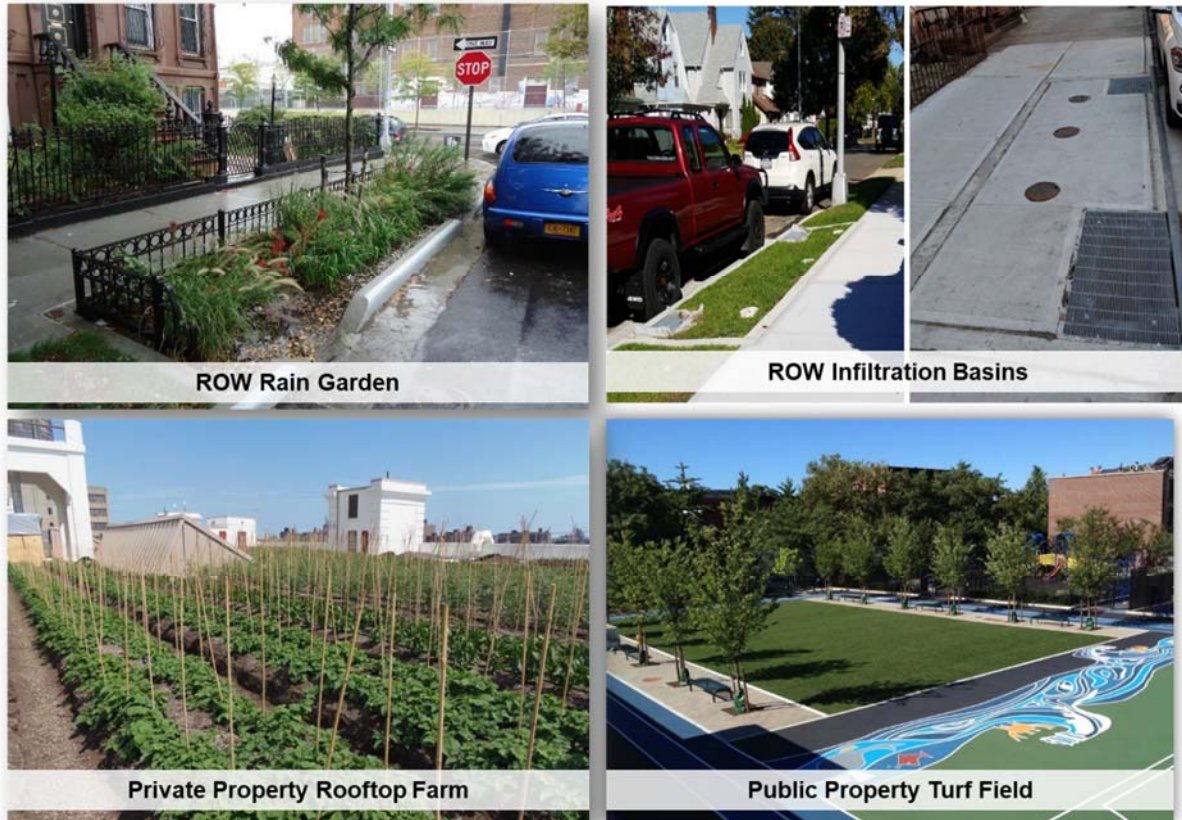 ONE WAY
STOP
ROW Rain Garden
ROW Infiltration Basins
Private Property Rooftop Farm
Public Property Turf Field